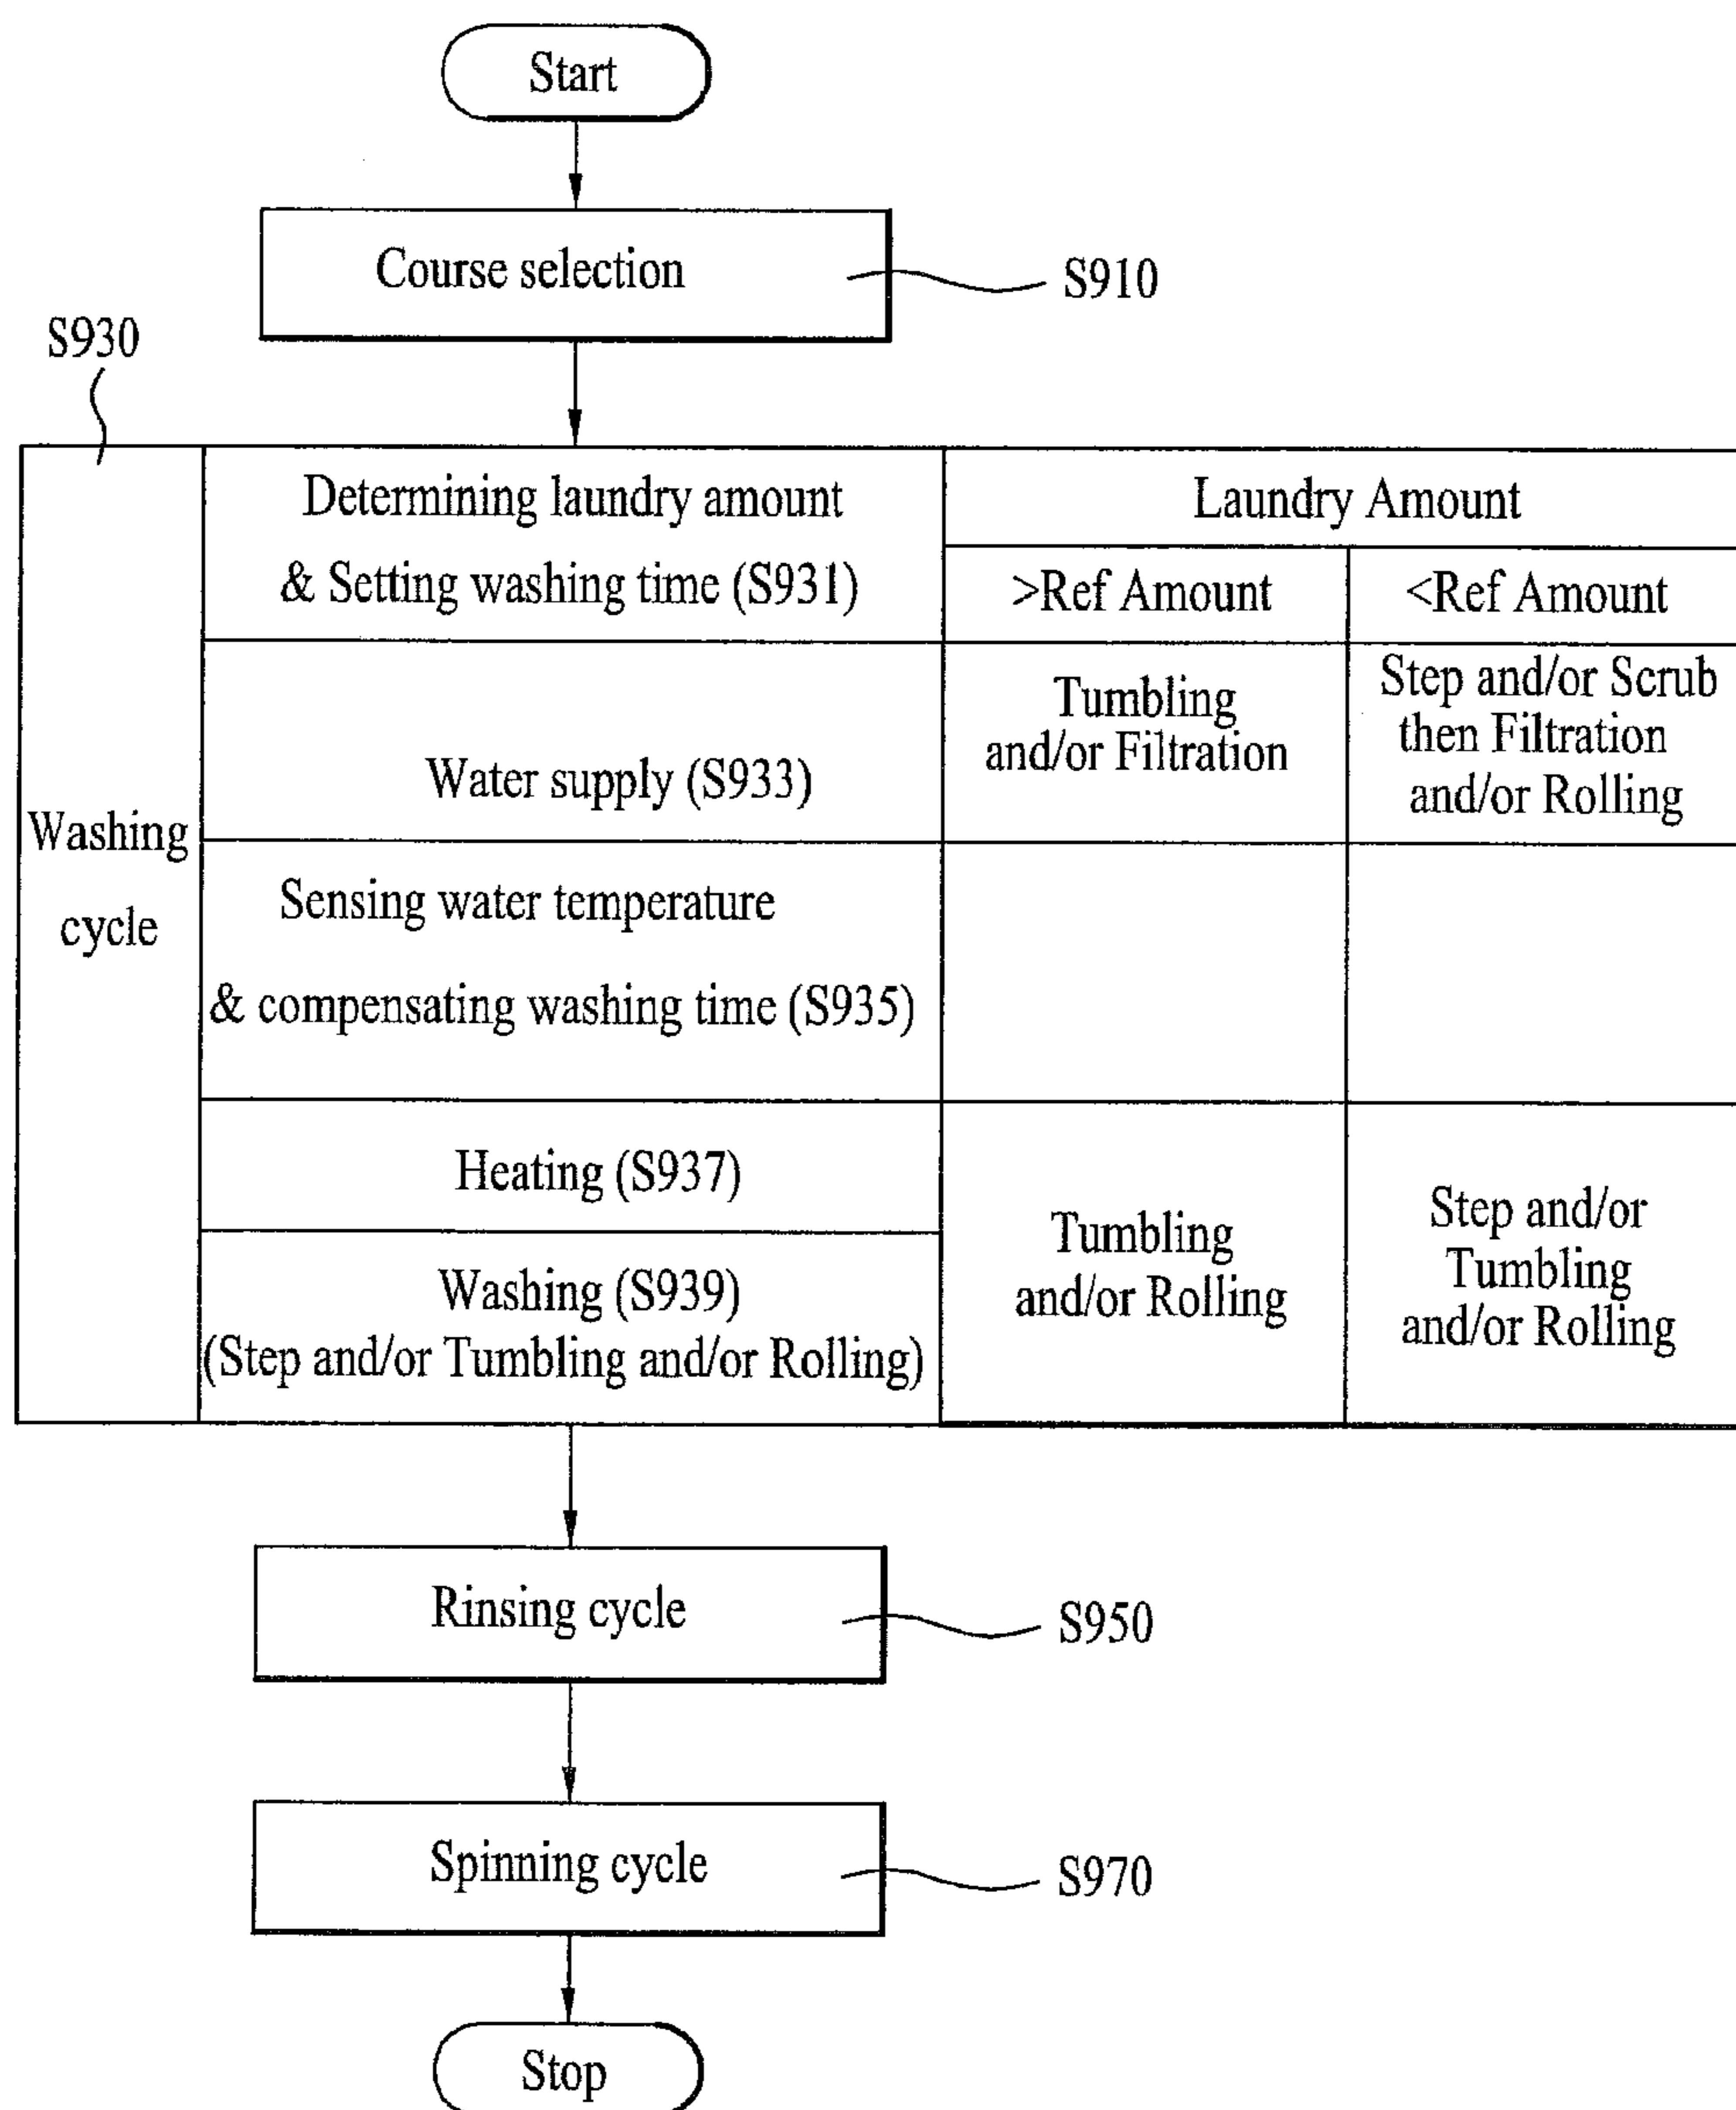 Start
Course selection
S910
S930
Determining laundry amount
& Setting washing time (S931)
Laundry Amount
>Ref Amount
<Ref Amount
Washing
cycle
Water supply (S933)
Tumbling
and/or Filtration
Step and/or Scrub
then Filtration
and/or Rolling
Sensing water temperature
& compensating washing time (S935)
Heating (S937)
Washing (S939)
(Step and/or Tumbling and/or Rolling)
Tumbling
and/or Rolling
Step and/or
Tumbling
and/or Rolling
Rinsing cycle
S950
Spinning cycle
S970
Stop